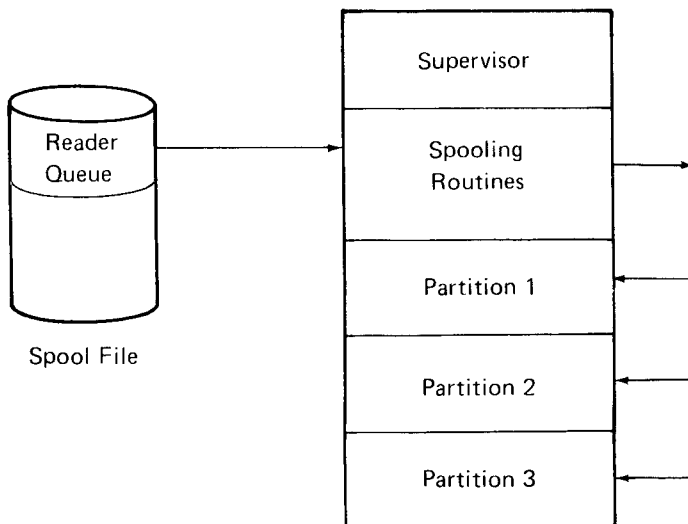 Supervisor
Reader
Queue
Spooling
Routines
Partition 1
Spool File
Partition 2
Partition 3